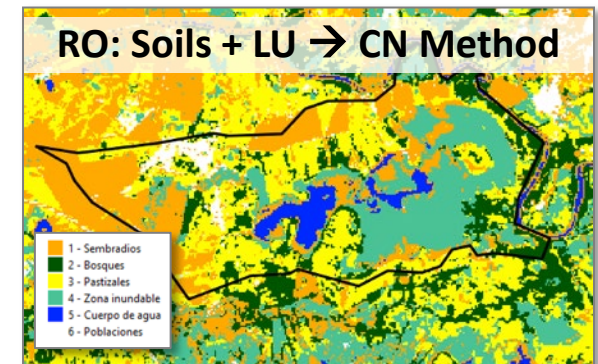 RO: Soils + LU → CN Method
1 - Sembradios
2 - Bosques
3 - Pastizales
4 - Zona inundable
5 - Cuerpo de agua
6 - Poblaciones